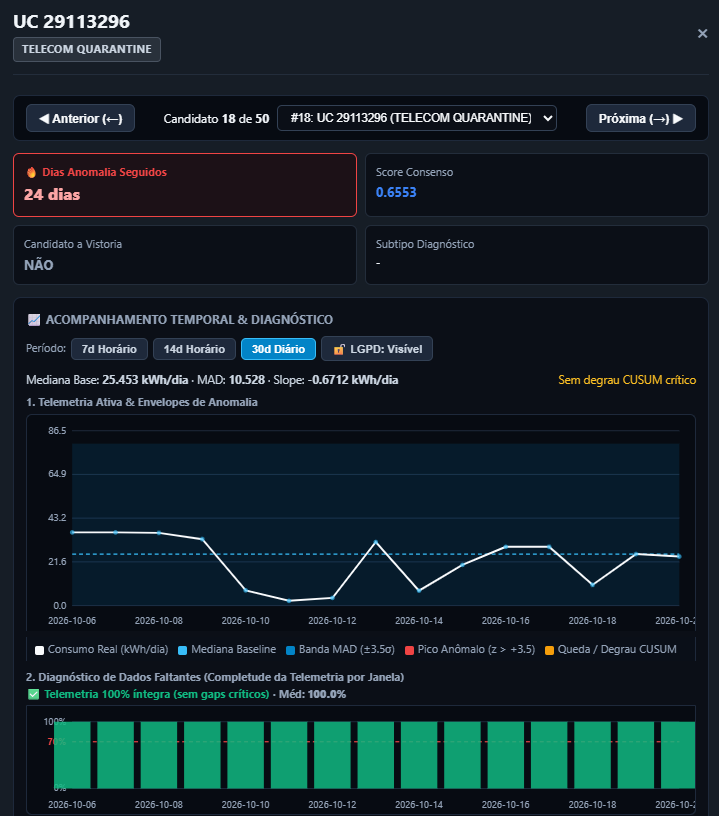 UC 29113296
TELECOM QUARANTINE
×
◀ Anterior (←)
Candidato 18 de 50
#18: UC 29113296 (TELECOM QUARANTINE)
Próxima (→) ▶
🔥 Dias Anomalia Seguidos
24 dias
Score Consenso
0.6553
Candidato a Vistoria
NÃO
Subtipo Diagnóstico
-
📈 ACOMPANHAMENTO TEMPORAL & DIAGNÓSTICO
Período: 7d Horário 14d Horário 30d Diário 🔓 LGPD: Visível
Mediana Base: 25.453 kWh/dia · MAD: 10.528 · Slope: -0.6712 kWh/dia
Sem degrau CUSUM crítico
1. Telemetria Ativa & Envelopes de Anomalia
86.5
64.9
43.2
21.6
0.0
2026-10-06 2026-10-08 2026-10-10 2026-10-12 2026-10-14 2026-10-16 2026-10-18 2026-10-2
Consumo Real (kWh/dia) Mediana Baseline Banda MAD (±3.5σ) Pico Anômalo (z > +3.5) Queda / Degrau CUSUM
2. Diagnóstico de Dados Faltantes (Completude da Telemetria por Janela)
✅ Telemetria 100% íntegra (sem gaps críticos) · Méd: 100.0%
100%
70%
0%
2026-10-06 2026-10-08 2026-10-10 2026-10-12 2026-10-14 2026-10-16 2026-10-18 2026-10-2